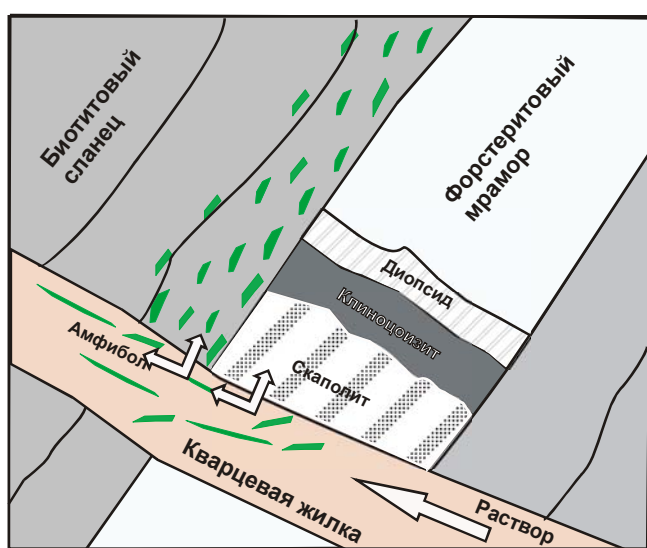 Биотитовый
сланец
Форстеритовый
мрамор
Диопсид
Клиноцоизит
Скаполит
Амфибол
Кварцевая жилка
Раствор